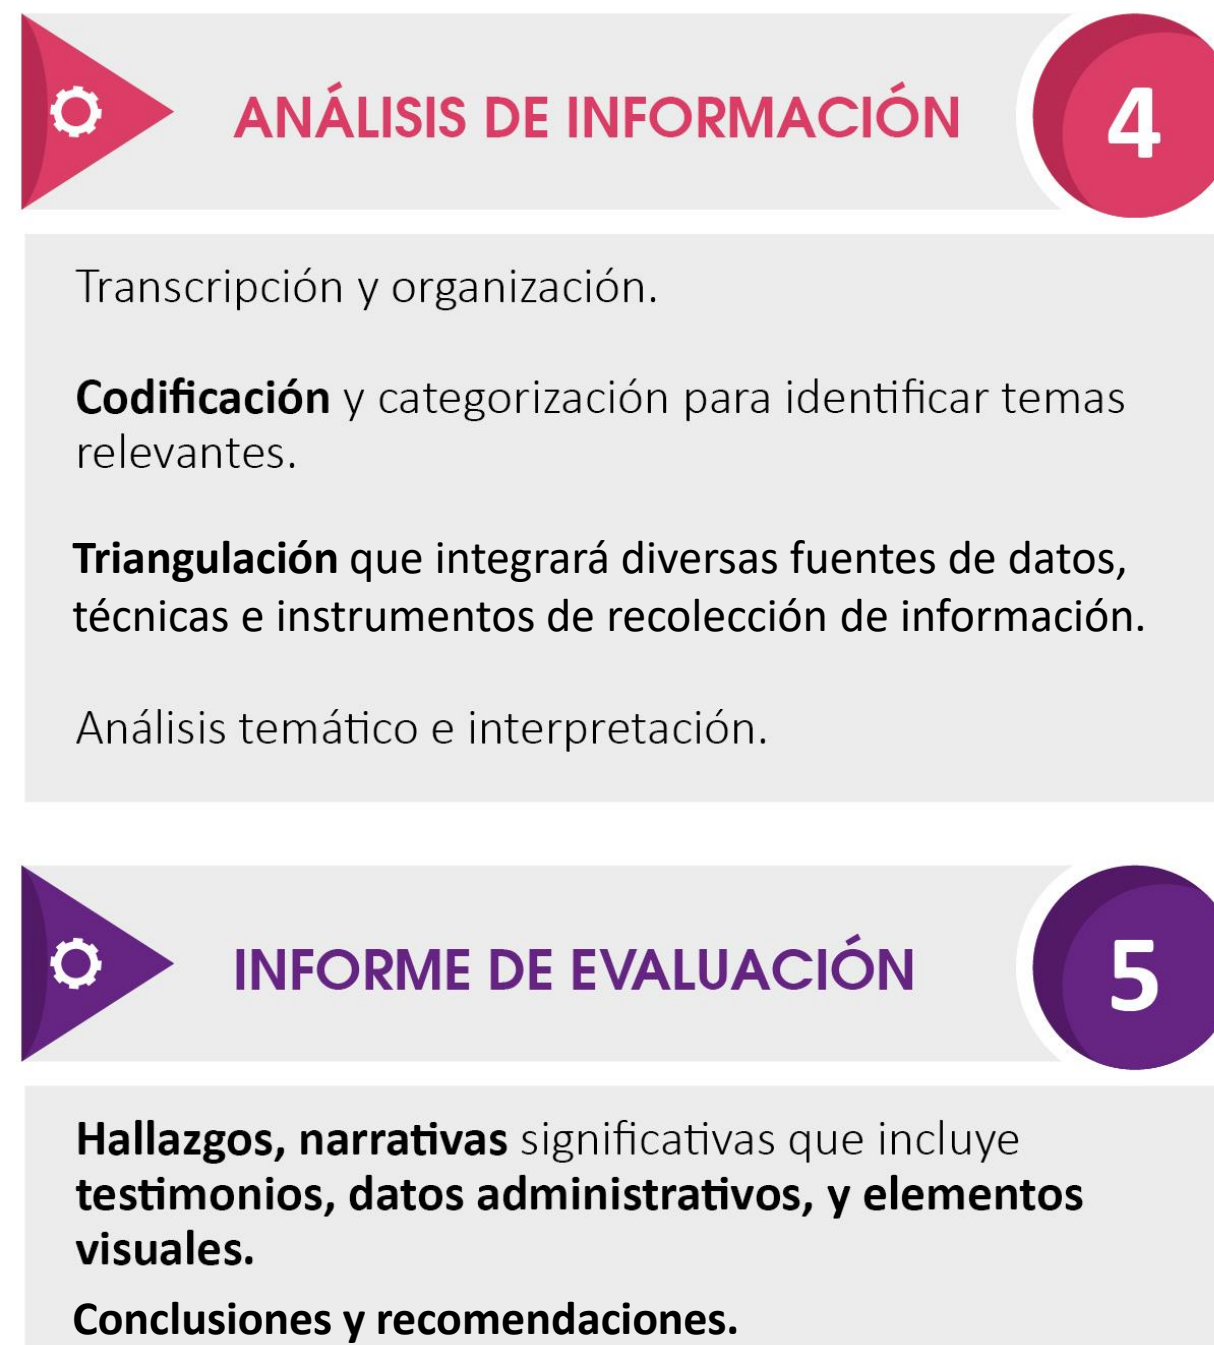 ANÁLISIS DE INFORMACIÓN
4
Transcripción y organización.
Codificación y categorización para identificar temas
relevantes.
Triangulación que integrará diversas fuentes de datos,
técnicas e instrumentos de recolección de información.
Análisis temático e interpretación.
INFORME DE EVALUACIÓN
5
Hallazgos, narrativas significativas que incluye
testimonios, datos administrativos, y elementos
visuales.
Conclusiones y recomendaciones.